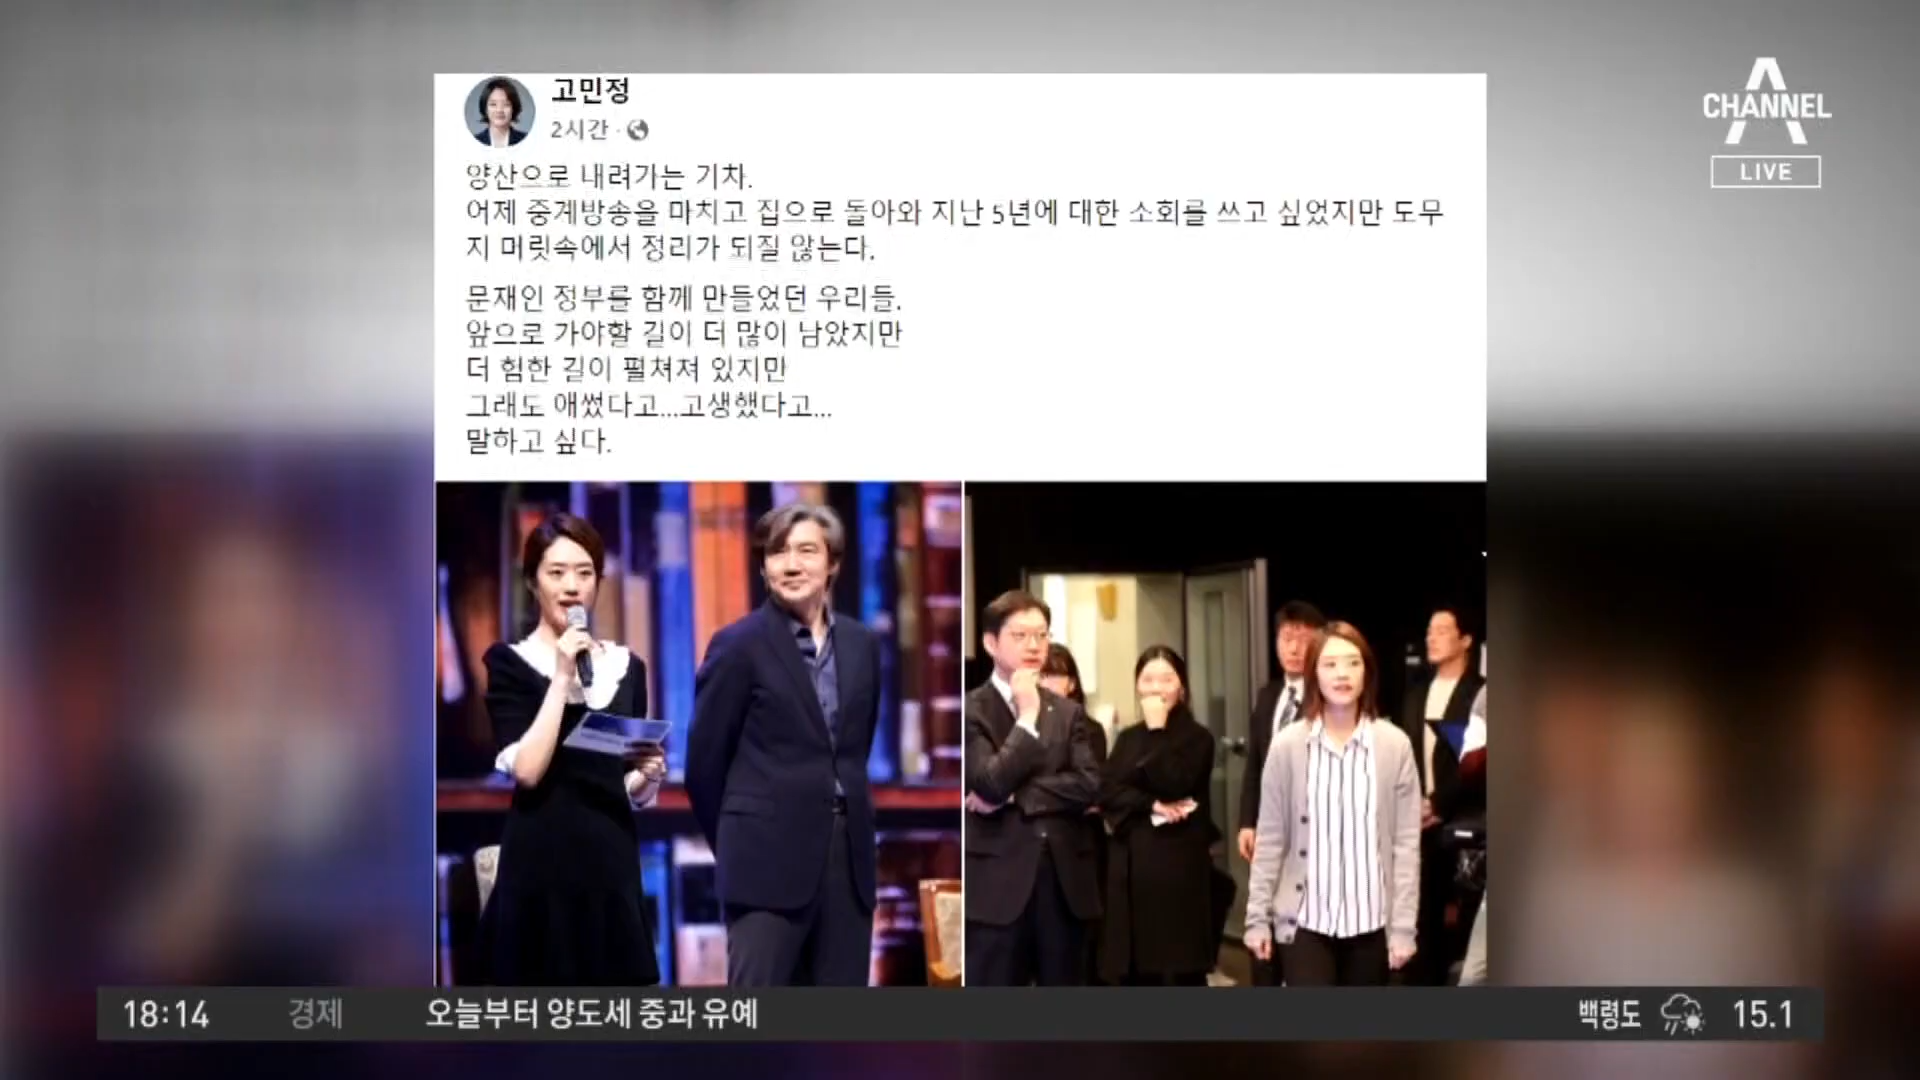 고민정
2시간 ·
양산으로 내려가는 기차.
어제 중계방송을 마치고 집으로 돌아와 지난 5년에 대한 소회를 쓰고 싶었지만 도무
지 머릿속에서 정리가 되질 않는다.
문재인 정부를 함께 만들었던 우리들.
앞으로 가야할 길이 더 많이 남았지만
더 험한 길이 펼쳐져 있지만
그래도 애썼다고...고생했다고...
말하고 싶다.
CHANNEL A
LIVE
18:14 경제 오늘부터 양도세 중과 유예 백령도 15.1